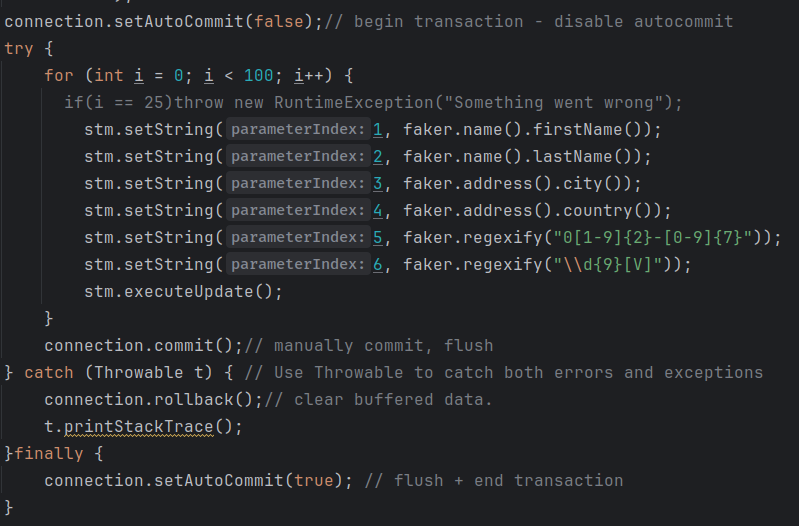 connection.setAutoCommit(false);// begin transaction - disable autocommit
try {
    for (int i = 0; i < 100; i++) {
      if(i == 25)throw new RuntimeException("Something went wrong");
        stm.setString( parameterIndex: 1, faker.name().firstName());
        stm.setString( parameterIndex: 2, faker.name().lastName());
        stm.setString( parameterIndex: 3, faker.address().city());
        stm.setString( parameterIndex: 4, faker.address().country());
        stm.setString( parameterIndex: 5, faker.regexify("0[1-9]{2}-[0-9]{7}"));
        stm.setString( parameterIndex: 6, faker.regexify("\\d{9}[V]"));
        stm.executeUpdate();
    }
    connection.commit();// manually commit, flush
} catch (Throwable t) { // Use Throwable to catch both errors and exceptions
    connection.rollback();// clear buffered data.
    t.printStackTrace();
}finally {
    connection.setAutoCommit(true); // flush + end transaction
}